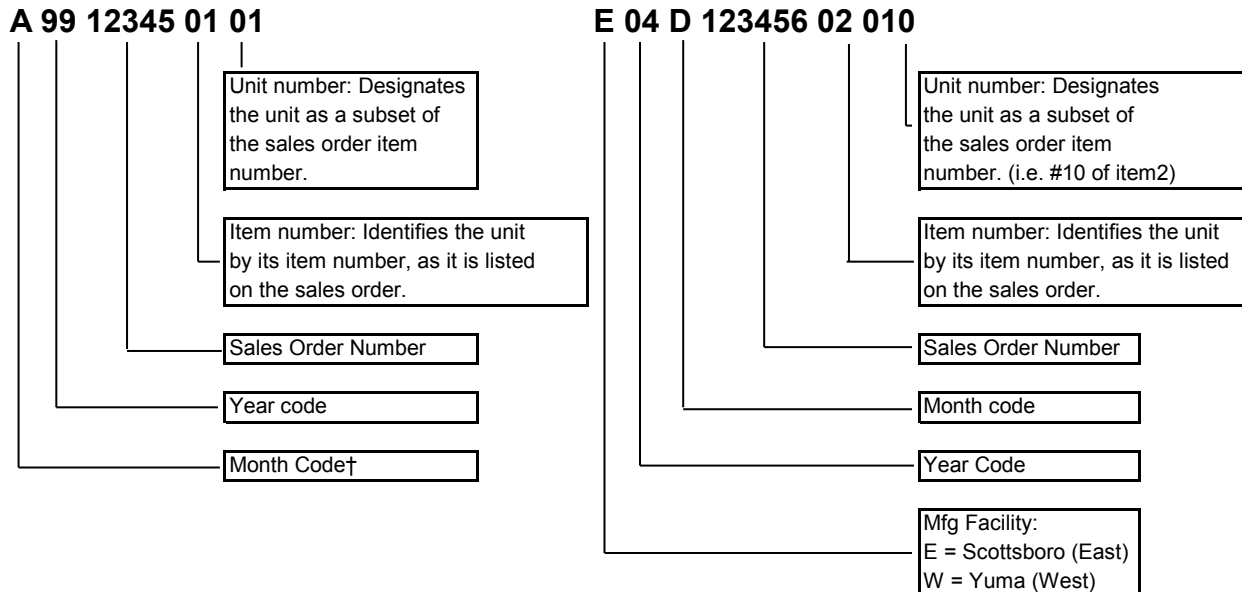 A 99 12345 01 01
Unit number: Designates
the unit as a subset of
the sales order item
number.
Item number: Identifies the unit
by its item number, as it is listed
on the sales order.
Sales Order Number
Year code
Month Code†
E 04 D 123456 02 010
Unit number: Designates
the unit as a subset of
the sales order item
number. (i.e. #10 of item2)
Item number: Identifies the unit
by its item number, as it is listed
on the sales order.
Sales Order Number
Month code
Year Code
Mfg Facility:
E = Scottsboro (East)
W = Yuma (West)